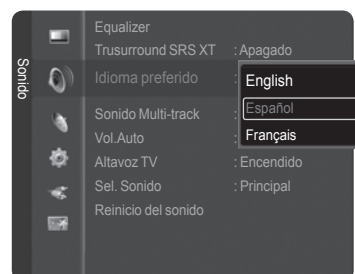 Sonido
Equalizer
Trusurround SRS XT : Apagado
Idioma preferido :
English
Español
Français
Sonido Multi-track :
Vol.Auto :
Altavoz TV : Encendido
Sel. Sonido : Principal
Reinicio del sonido